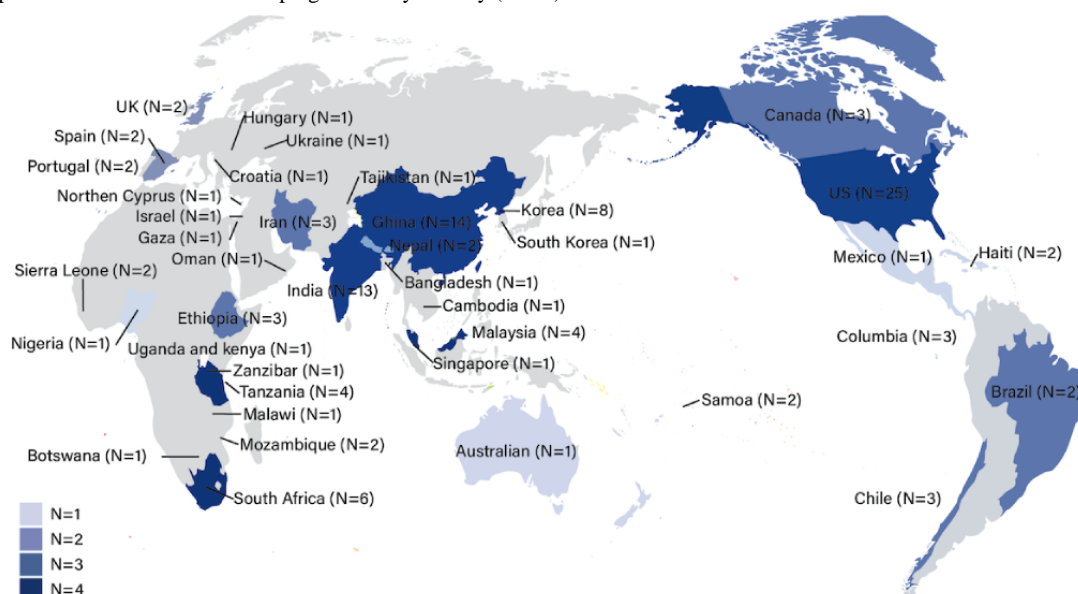 UK (N=2)
Hungary (N=1)
Spain (N=2)
Ukraine (N=1)
Portugal (N=2)
Croatia (N=1)
Tajikistan (N=1)
Northen Cyprus (N=1)
Israel (N=1)
Gaza (N=1)
Iran (N=3)
Ghina (N=14)
Korea (N=8)
Nepal (N=2)
South Korea (N=1)
Oman (N=1)
Sierra Leone (N=2)
India (N=13)
Bangladesh (N=1)
Cambodia (N=1)
Ethiopia (N=3)
Malaysia (N=4)
Nigeria (N=1)
Uganda and kenya (N=1)
Singapore (N=1)
Zanzibar (N=1)
Tanzania (N=4)
Malawi (N=1)
Mozambique (N=2)
Botswana (N=1)
South Africa (N=6)
Australian (N=1)
Samoa (N=2)
Canada (N=3)
US (N=25)
Mexico (N=1)
Haiti (N=2)
Columbia (N=3)
Brazil (N=2)
Chile (N=3)
N=1
N=2
N=3
N=4